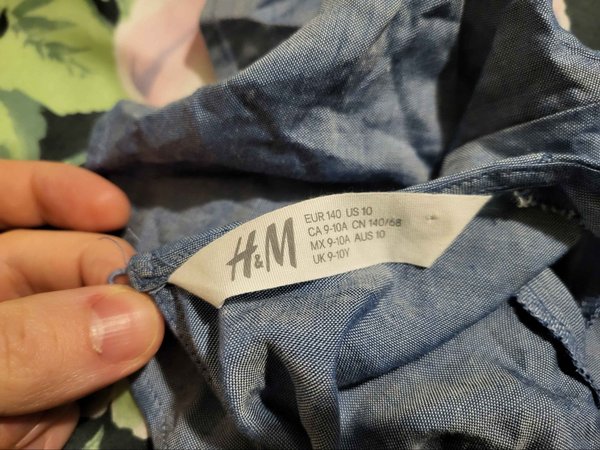 H&M
EUR 140 US 10
CA 9-10A CN 140/68
MX 9-10A AUS 10
UK 9-10Y